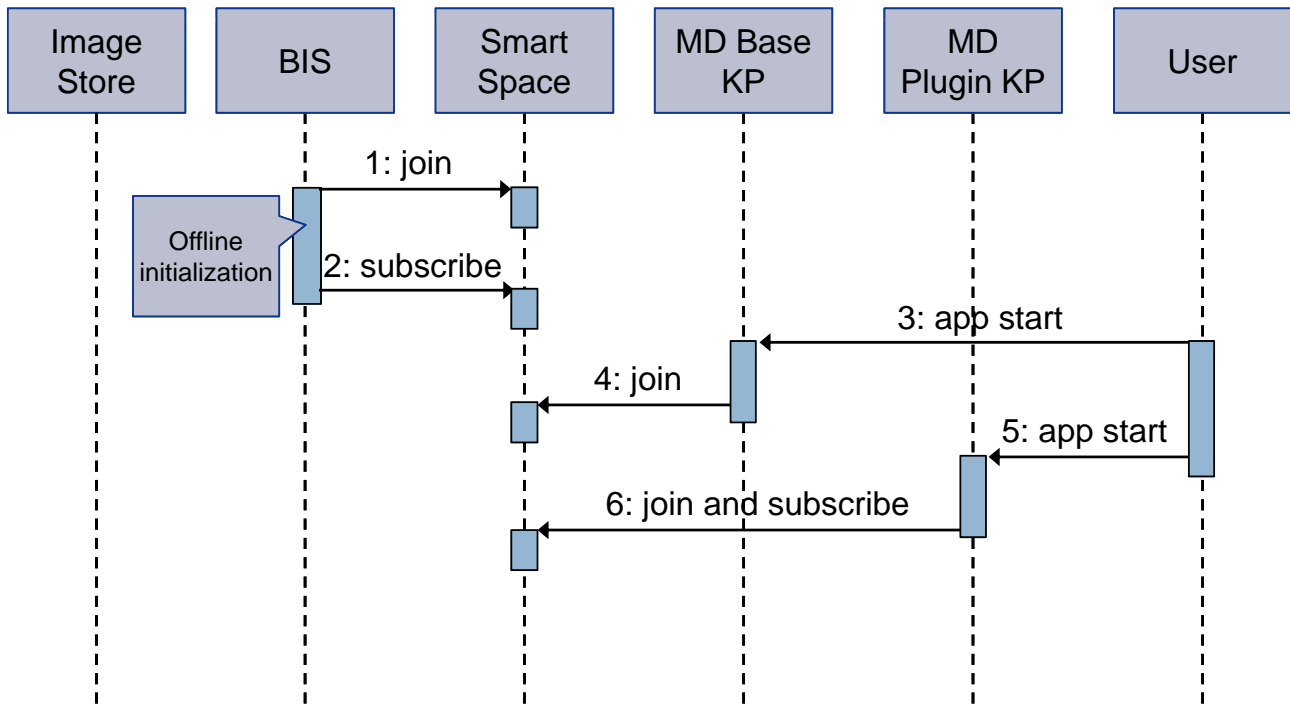 Image
Store
BIS
Smart
Space
MD Base
KP
MD
Plugin KP
User
1: join
Offline
initialization
2: subscribe
3: app start
4: join
5: app start
6: join and subscribe